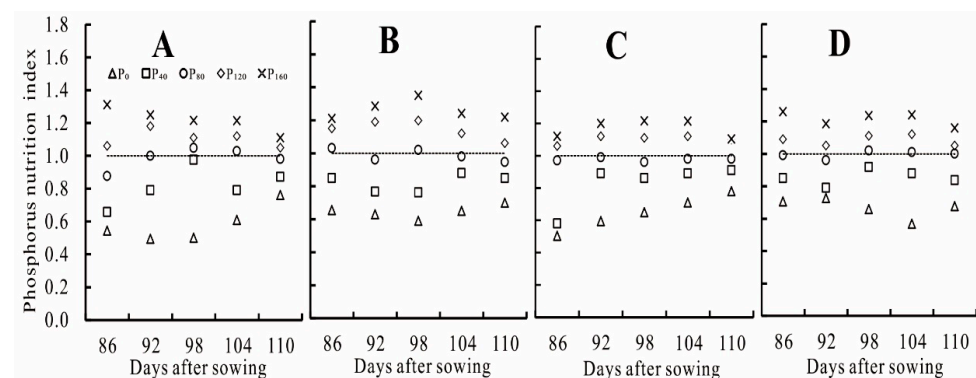 Phosphorus nutrition index
1.8
1.6
1.4
1.2
1.0
0.8
0.6
0.4
0.2
0.0
A
P0 P40 P80 P120 P160
86 92 98 104 110
Days after sowing
B
86 92 98 104 110
Days after sowing
C
86 92 98 104 110
Days after sowing
D
86 92 98 104 110
Days after sowing